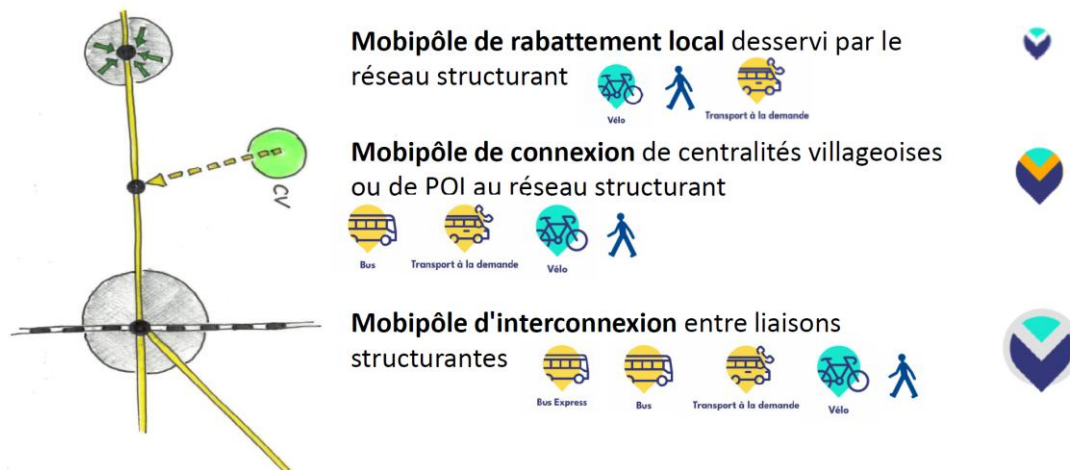 Mobipôle de rabattement local desservi par le
réseau structurant
Vélo
Transport à la demande
Mobipôle de connexion de centralités villageoises
ou de POI au réseau structurant
CV
Bus
Transport à la demande
Vélo
Mobipôle d'interconnexion entre liaisons
structurantes
Bus Express
Bus
Transport à la demande
Vélo